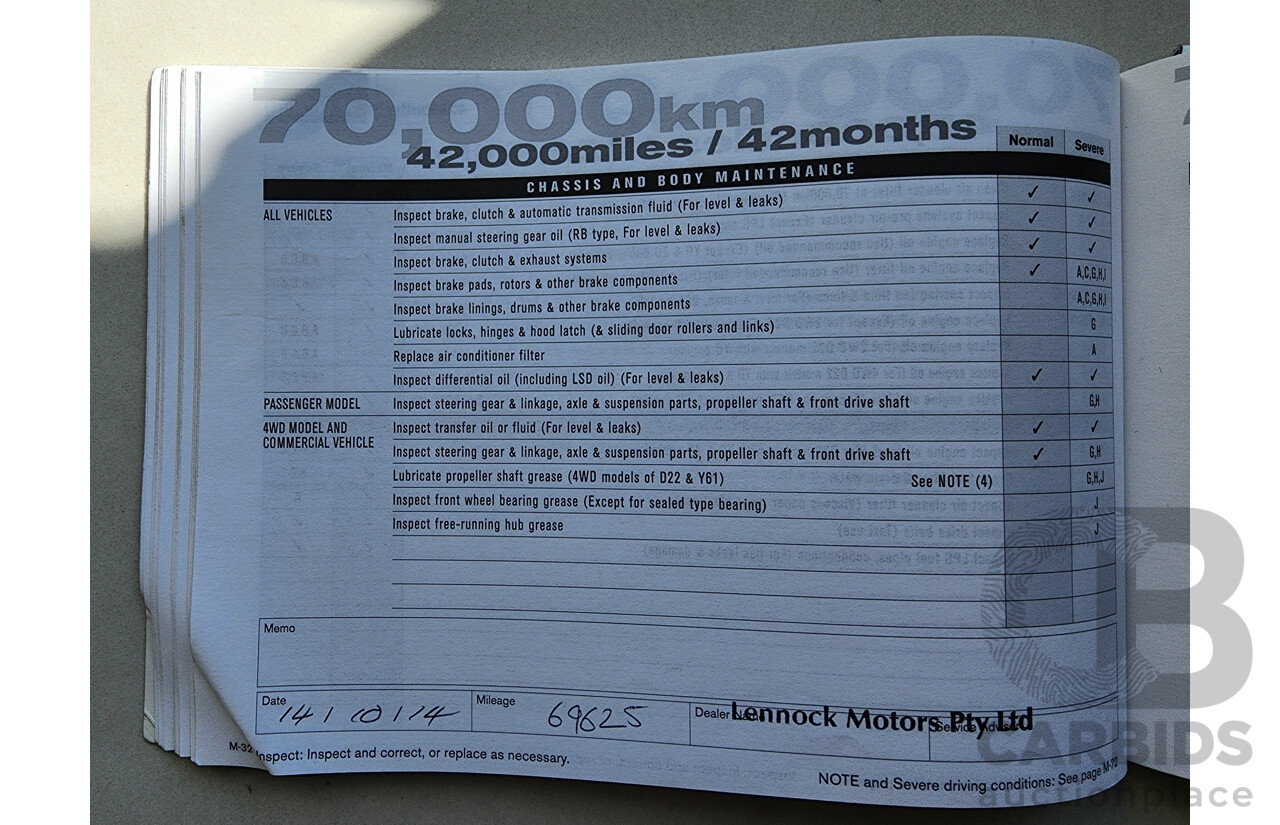 70,000km
42,000miles / 42months
Normal Severe
CHASSIS AND BODY MAINTENANCE
ALL VEHICLES Inspect brake, clutch & automatic transmission fluid (For level & leaks) ✓ ✓
Inspect manual steering gear oil (RB type, For level & leaks) ✓ ✓
Inspect brake, clutch & exhaust systems ✓ ✓
Inspect brake pads, rotors & other brake components ✓ A,C,G,H,I
Inspect brake linings, drums & other brake components A,C,G,H,I
Lubricate locks, hinges & hood latch (& sliding door rollers and links) G
Replace air conditioner filter A
Inspect differential oil (including LSD oil) (For level & leaks) ✓ ✓
PASSENGER MODEL Inspect steering gear & linkage, axle & suspension parts, propeller shaft & front drive shaft G,H
4WD MODEL AND Inspect transfer oil or fluid (For level & leaks) ✓ ✓
COMMERCIAL VEHICLE Inspect steering gear & linkage, axle & suspension parts, propeller shaft & front drive shaft ✓ G,H
Lubricate propeller shaft grease (4WD models of D22 & Y61) See NOTE (4) G,H,J
Inspect front wheel bearing grease (Except for sealed type bearing) J
Inspect free-running hub grease J
Memo
Date 14/10/14 Mileage 69625 Dealer Name Lennock Motors Pty.Ltd
Service Advisor
M-32 Inspect: Inspect and correct, or replace as necessary.
NOTE and Severe driving conditions: See page M-72
CB
CARBIDS
auctionplace